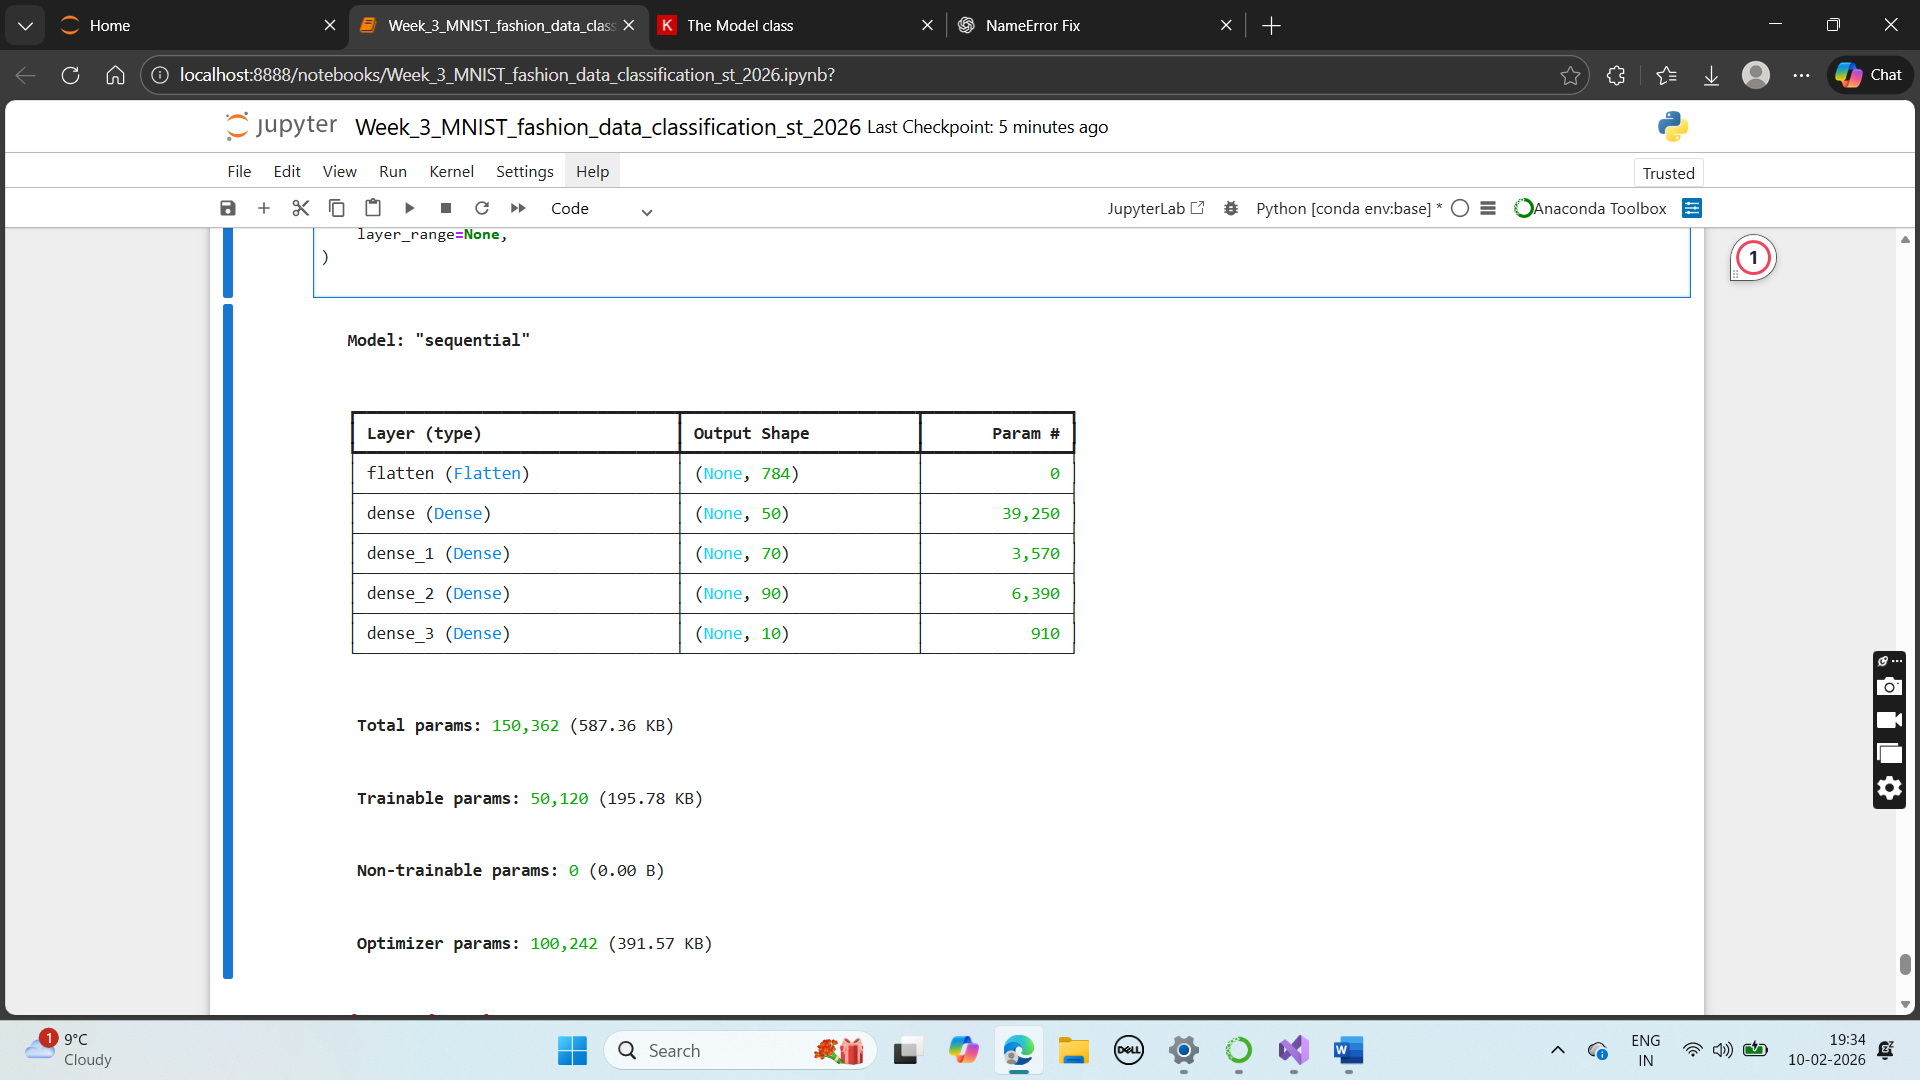 Home
Week_3_MNIST_fashion_data_class
The Model class
NameError Fix
localhost:8888/notebooks/Week_3_MNIST_fashion_data_classification_st_2026.ipynb?
Chat
jupyter Week_3_MNIST_fashion_data_classification_st_2026 Last Checkpoint: 5 minutes ago
File Edit View Run Kernel Settings Help
Trusted
Code
JupyterLab
Python [conda env:base] *
Anaconda Toolbox
layer_range=None,
)
1
Model: "sequential"
Layer (type) Output Shape Param #
flatten (Flatten) (None, 784) 0
dense (Dense) (None, 50) 39,250
dense_1 (Dense) (None, 70) 3,570
dense_2 (Dense) (None, 90) 6,390
dense_3 (Dense) (None, 10) 910
Total params: 150,362 (587.36 KB)
Trainable params: 50,120 (195.78 KB)
Non-trainable params: 0 (0.00 B)
Optimizer params: 100,242 (391.57 KB)
1
9°C
Cloudy
Search
DELL
ENG
IN
19:34
10-02-2026